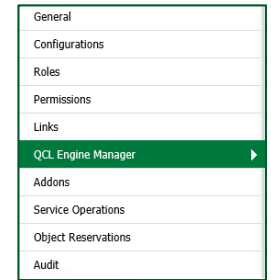 General
Configurations
Roles
Permissions
Links
QCL Engine Manager
Addons
Service Operations
Object Reservations
Audit